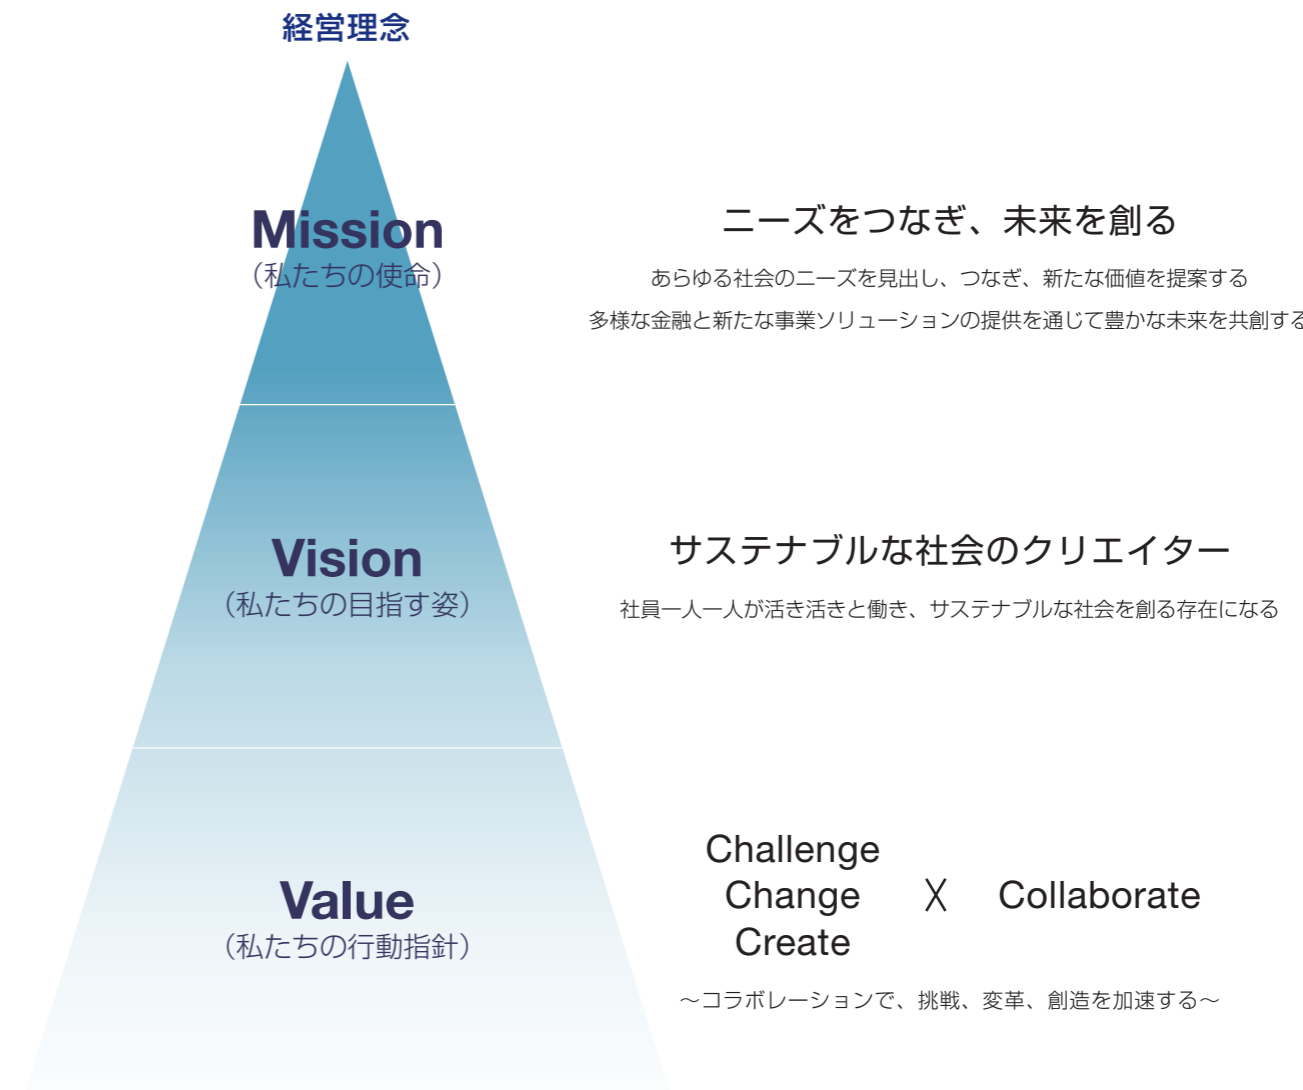 経営理念
Mission
（私たちの使命）
ニーズをつなぎ、未来を創る
あらゆる社会のニーズを見出し、つなぎ、新たな価値を提案する
多様な金融と新たな事業ソリューションの提供を通じて豊かな未来を共創する
Vision
（私たちの目指す姿）
サステナブルな社会のクリエイター
社員一人一人が活き活きと働き、サステナブルな社会を創る存在になる
Value
（私たちの行動指針）
Challenge
Change X Collaborate
Create
～コラボレーションで、挑戦、変革、創造を加速する～